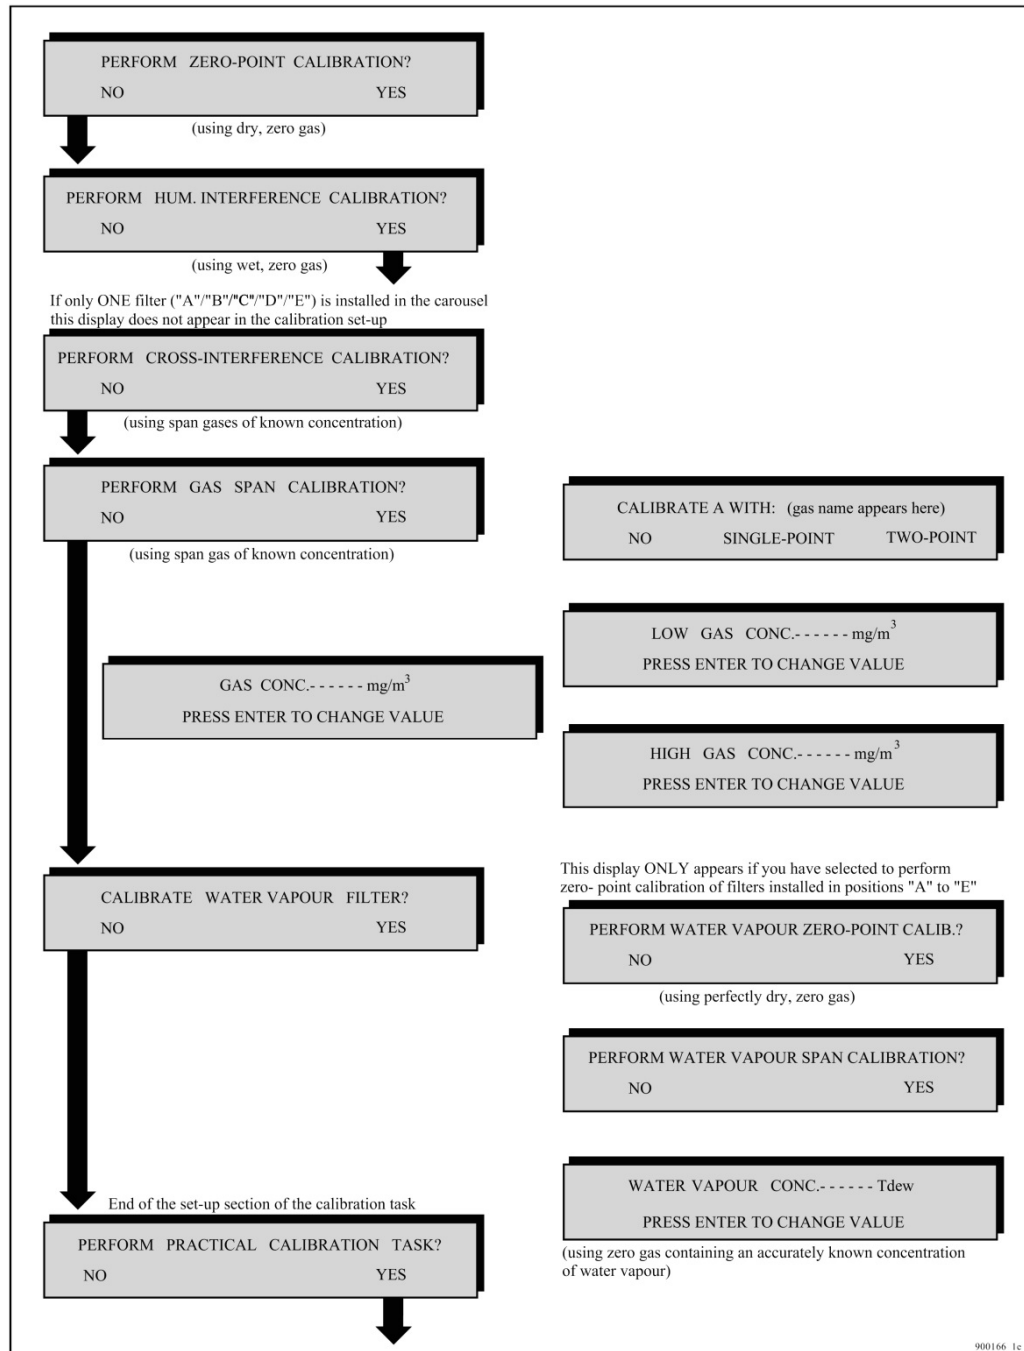 PERFORM ZERO-POINT CALIBRATION?
NO YES
(using dry, zero gas)
PERFORM HUM. INTERFERENCE CALIBRATION?
NO YES
(using wet, zero gas)
If only ONE filter ("A"/"B"/"C"/"D"/"E") is installed in the carousel
this display does not appear in the calibration set-up
PERFORM CROSS-INTERFERENCE CALIBRATION?
NO YES
(using span gases of known concentration)
PERFORM GAS SPAN CALIBRATION?
NO YES
(using span gas of known concentration)
CALIBRATE A WITH: (gas name appears here)
NO SINGLE-POINT TWO-POINT
LOW GAS CONC.- - - - - - mg/m³
PRESS ENTER TO CHANGE VALUE
GAS CONC.- - - - - - mg/m³
PRESS ENTER TO CHANGE VALUE
HIGH GAS CONC.- - - - - - mg/m³
PRESS ENTER TO CHANGE VALUE
CALIBRATE WATER VAPOUR FILTER?
NO YES
This display ONLY appears if you have selected to perform
zero- point calibration of filters installed in positions "A" to "E"
PERFORM WATER VAPOUR ZERO-POINT CALIB.?
NO YES
(using perfectly dry, zero gas)
PERFORM WATER VAPOUR SPAN CALIBRATION?
NO YES
WATER VAPOUR CONC.- - - - - - Tdew
PRESS ENTER TO CHANGE VALUE
(using zero gas containing an accurately known concentration
of water vapour)
End of the set-up section of the calibration task
PERFORM PRACTICAL CALIBRATION TASK?
NO YES
900166_1e